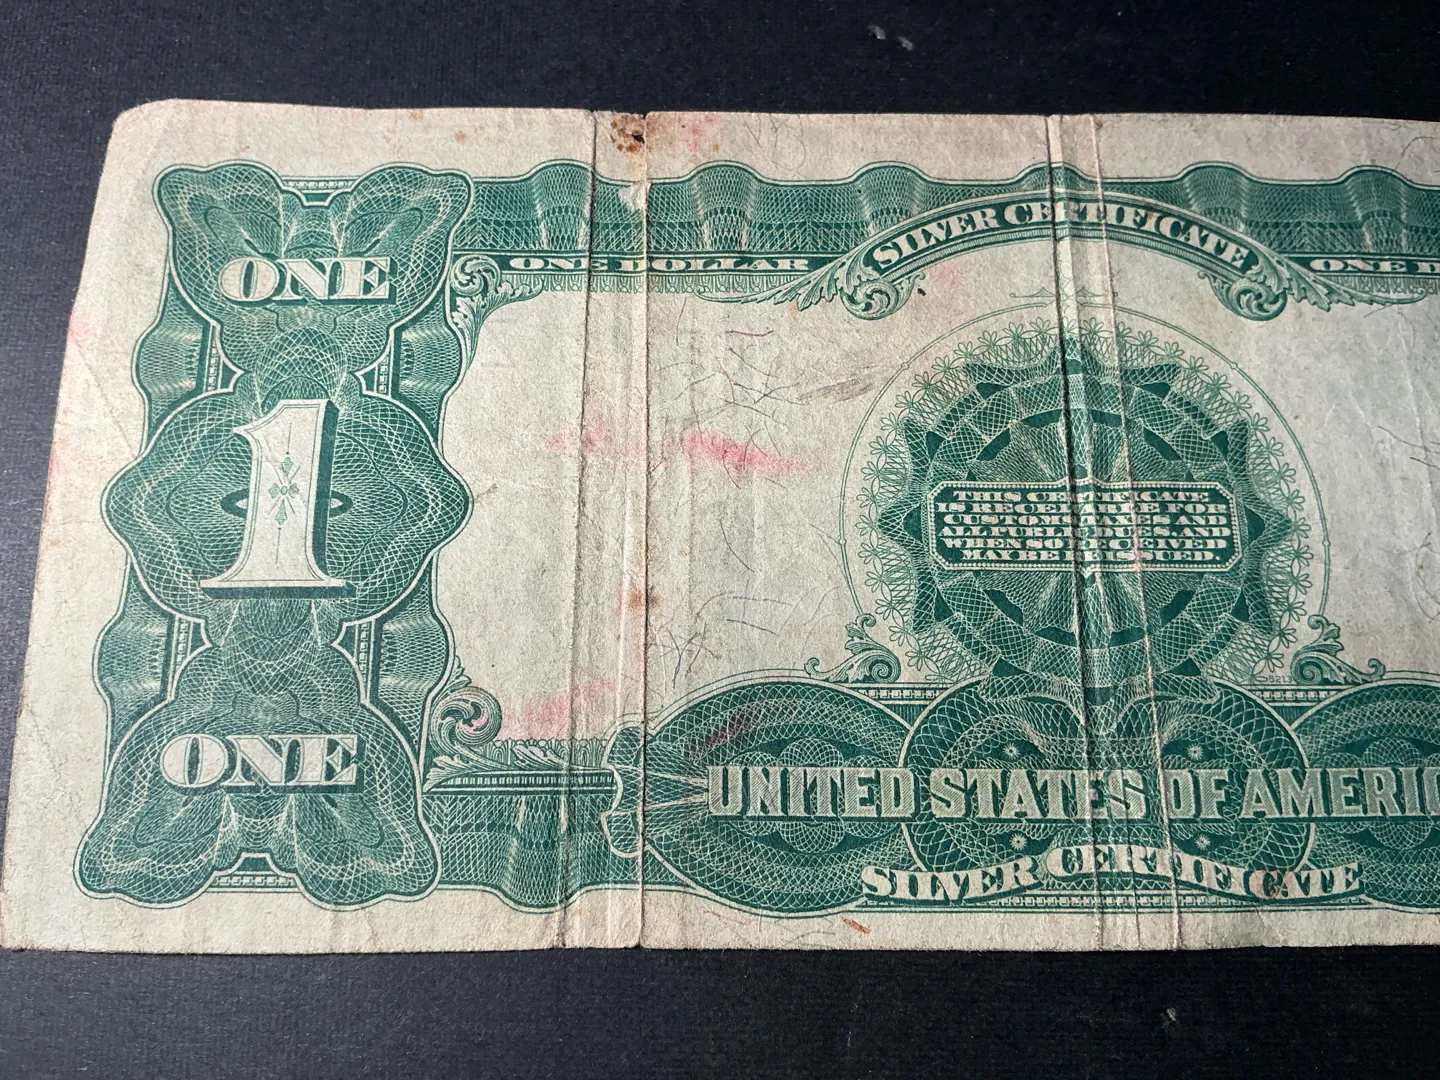 SILVER CERTIFICATE
ONE DOLLAR
ONE D
ONE
1
THIS CERTIFICATE
IS RECEIVABLE FOR
CUSTOMS, TAXES AND
ALL PUBLIC DUES AND
WHEN SO RECEIVED
MAY BE REISSUED.
ONE
UNITED STATES OF AMERIC
SILVER CERTIFICATE